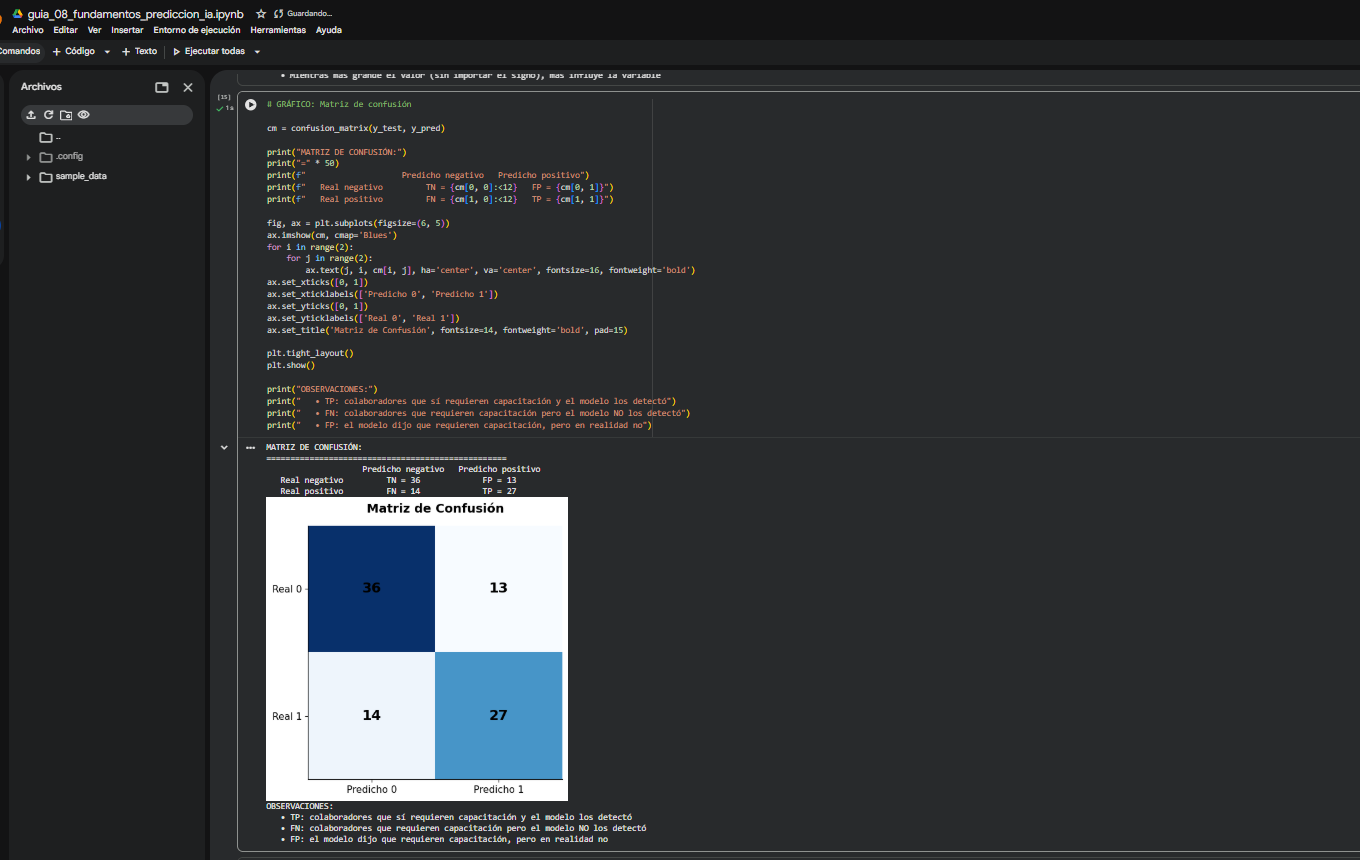 guia_08_fundamentos_prediccion_ia.ipynb Guardando...
Archivo Editar Ver Insertar Entorno de ejecución Herramientas Ayuda
Comandos + Código + Texto Ejecutar todas
Archivos
..
.config
sample_data
• Mientras más grande el valor (sin importar el signo), más influye la variable
[15]
1s
# GRÁFICO: Matriz de confusión
cm = confusion_matrix(y_test, y_pred)
print("MATRIZ DE CONFUSIÓN:")
print("=" * 50)
print(f"                    Predicho negativo   Predicho positivo")
print(f"   Real negativo         TN = {cm[0, 0]:<12}   FP = {cm[0, 1]}")
print(f"   Real positivo         FN = {cm[1, 0]:<12}   TP = {cm[1, 1]}")
fig, ax = plt.subplots(figsize=(6, 5))
ax.imshow(cm, cmap='Blues')
for i in range(2):
    for j in range(2):
        ax.text(j, i, cm[i, j], ha='center', va='center', fontsize=16, fontweight='bold')
ax.set_xticks([0, 1])
ax.set_xticklabels(['Predicho 0', 'Predicho 1'])
ax.set_yticks([0, 1])
ax.set_yticklabels(['Real 0', 'Real 1'])
ax.set_title('Matriz de Confusión', fontsize=14, fontweight='bold', pad=15)
plt.tight_layout()
plt.show()
print("OBSERVACIONES:")
print("   • TP: colaboradores que sí requieren capacitación y el modelo los detectó")
print("   • FN: colaboradores que requieren capacitación pero el modelo NO los detectó")
print("   • FP: el modelo dijo que requieren capacitación, pero en realidad no")
MATRIZ DE CONFUSIÓN:
==================================================
Predicho negativo   Predicho positivo
Real negativo         TN = 36             FP = 13
Real positivo         FN = 14             TP = 27
Matriz de Confusión
Real 0 36 13
Real 1 14 27
Predicho 0 Predicho 1
OBSERVACIONES:
• TP: colaboradores que sí requieren capacitación y el modelo los detectó
• FN: colaboradores que requieren capacitación pero el modelo NO los detectó
• FP: el modelo dijo que requieren capacitación, pero en realidad no